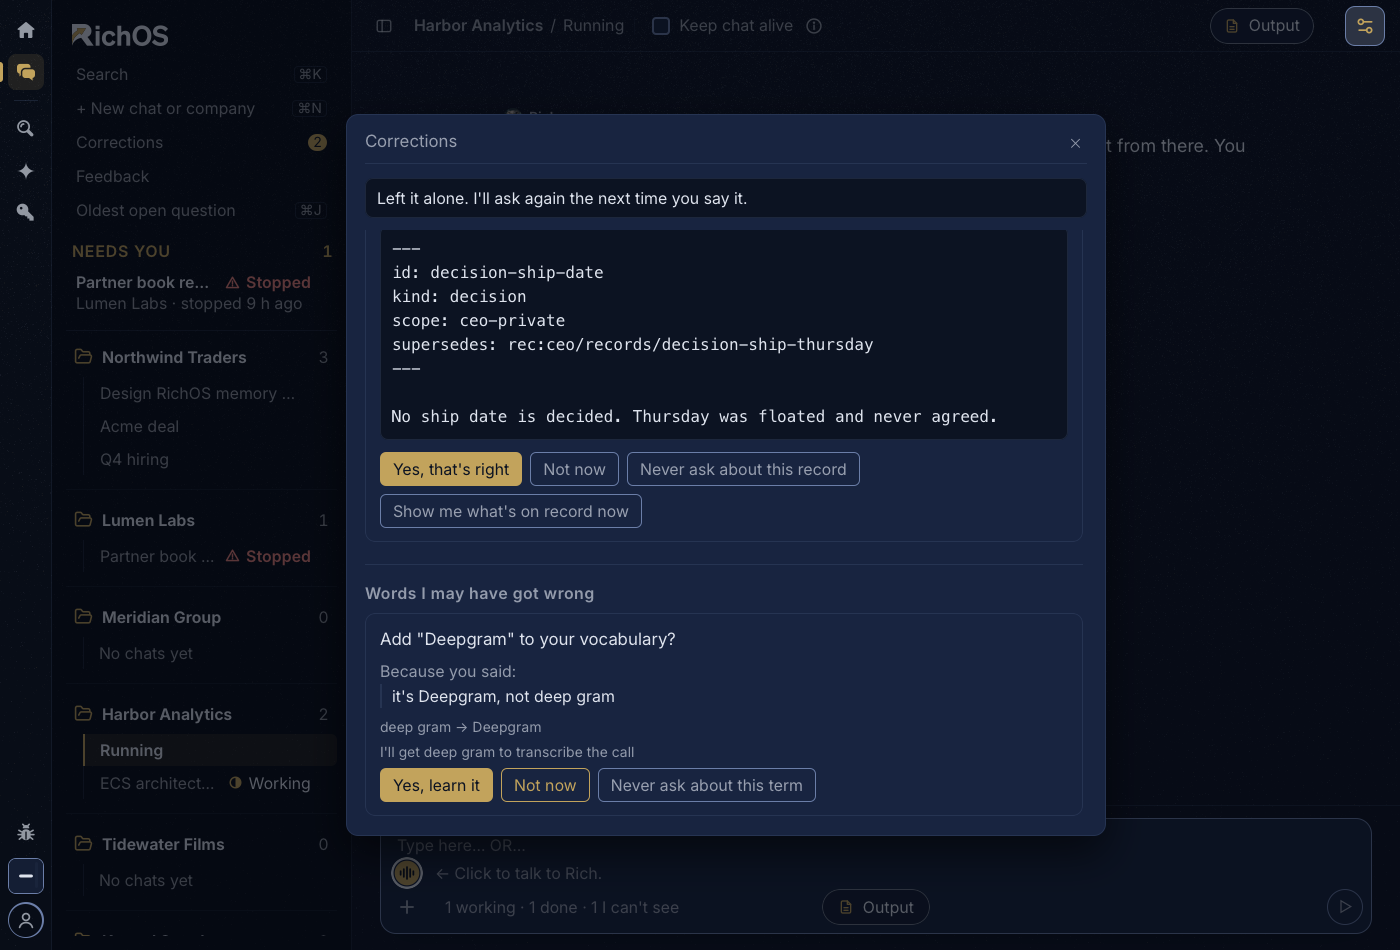 RichOS
Search ⌘K
+ New chat or company ⌘N
Corrections 2
Feedback
Oldest open question ⌘J
NEEDS YOU 1
Partner book re... Stopped
Lumen Labs · stopped 9 h ago
Northwind Traders 3
Design RichOS memory ...
Acme deal
Q4 hiring
Lumen Labs 1
Partner book ... Stopped
Meridian Group 0
No chats yet
Harbor Analytics 2
Running
ECS architect... Working
Tidewater Films 0
No chats yet
Harbor Analytics / Running
Keep chat alive
Output
t from there. You
Corrections
Left it alone. I'll ask again the next time you say it.
---
id: decision-ship-date
kind: decision
scope: ceo-private
supersedes: rec:ceo/records/decision-ship-thursday
---
No ship date is decided. Thursday was floated and never agreed.
Yes, that's right
Not now
Never ask about this record
Show me what's on record now
Words I may have got wrong
Add "Deepgram" to your vocabulary?
Because you said:
it's Deepgram, not deep gram
deep gram → Deepgram
I'll get deep gram to transcribe the call
Yes, learn it
Not now
Never ask about this term
Type here... OR...
← Click to talk to Rich.
1 working · 1 done · 1 I can't see
Output